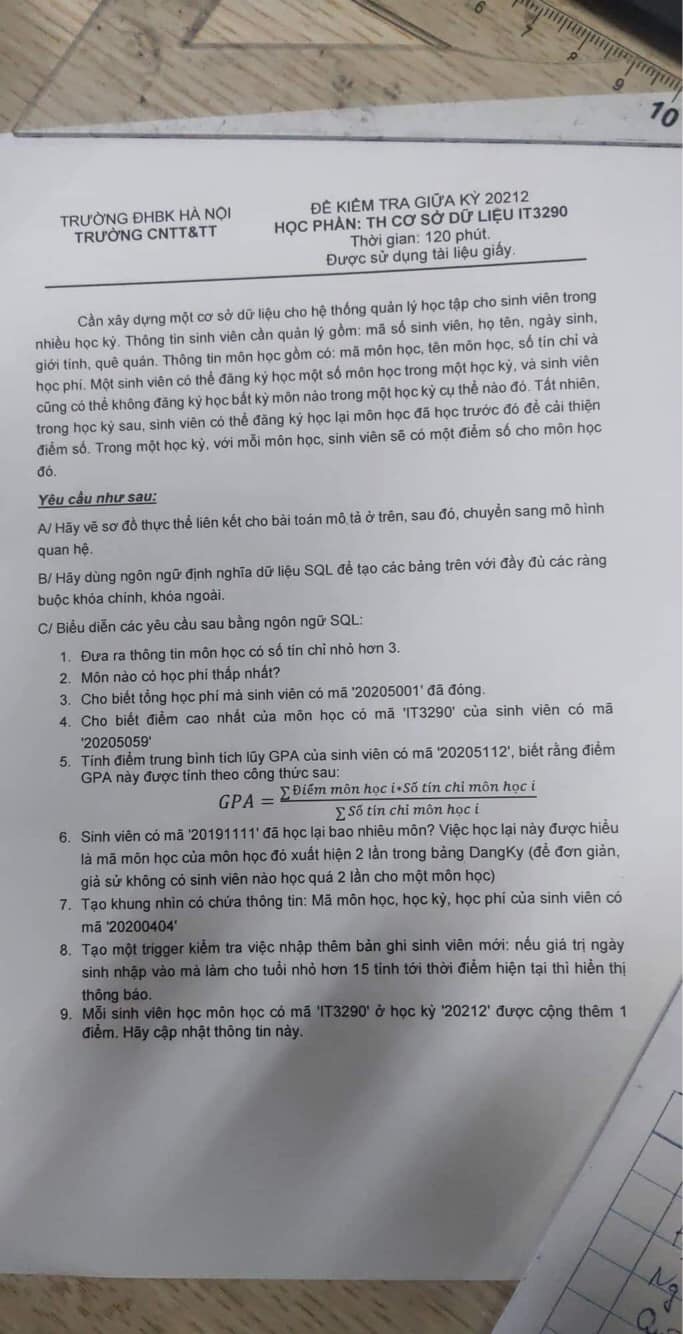 6
7
8
9
10
TRƯỜNG ĐHBK HÀ NỘI
TRƯỜNG CNTT&TT
ĐỀ KIỂM TRA GIỮA KỲ 20212
HỌC PHẦN: TH CƠ SỞ DỮ LIỆU IT3290
Thời gian: 120 phút.
Được sử dụng tài liệu giấy.
Cần xây dựng một cơ sở dữ liệu cho hệ thống quản lý học tập cho sinh viên trong
nhiều học kỳ. Thông tin sinh viên cần quản lý gồm: mã số sinh viên, họ tên, ngày sinh,
giới tính, quê quán. Thông tin môn học gồm có: mã môn học, tên môn học, số tín chỉ và
học phí. Một sinh viên có thể đăng ký học một số môn học trong một học kỳ, và sinh viên
cũng có thể không đăng ký học bất kỳ môn nào trong một học kỳ cụ thể nào đó. Tất nhiên,
trong học kỳ sau, sinh viên có thể đăng ký học lại môn học đã học trước đó để cải thiện
điểm số. Trong một học kỳ, với mỗi môn học, sinh viên sẽ có một điểm số cho môn học
đó.
Yêu cầu như sau:
A/ Hãy vẽ sơ đồ thực thể liên kết cho bài toán mô tả ở trên, sau đó, chuyển sang mô hình
quan hệ.
B/ Hãy dùng ngôn ngữ định nghĩa dữ liệu SQL để tạo các bảng trên với đầy đủ các ràng
buộc khóa chính, khóa ngoài.
C/ Biểu diễn các yêu cầu sau bằng ngôn ngữ SQL:
1. Đưa ra thông tin môn học có số tín chỉ nhỏ hơn 3.
2. Môn nào có học phí thấp nhất?
3. Cho biết tổng học phí mà sinh viên có mã '20205001' đã đóng.
4. Cho biết điểm cao nhất của môn học có mã 'IT3290' của sinh viên có mã
'20205059'
5. Tính điểm trung bình tích lũy GPA của sinh viên có mã '20205112', biết rằng điểm
GPA này được tính theo công thức sau:
GPA = ∑ Điểm môn học i*Số tín chỉ môn học i
∑ Số tín chỉ môn học i
6. Sinh viên có mã '20191111' đã học lại bao nhiêu môn? Việc học lại này được hiểu
là mã môn học của môn học đó xuất hiện 2 lần trong bảng DangKy (để đơn giản,
giả sử không có sinh viên nào học quá 2 lần cho một môn học)
7. Tạo khung nhìn có chứa thông tin: Mã môn học, học kỳ, học phí của sinh viên có
mã '20200404'
8. Tạo một trigger kiểm tra việc nhập thêm bản ghi sinh viên mới: nếu giá trị ngày
sinh nhập vào mà làm cho tuổi nhỏ hơn 15 tính tới thời điểm hiện tại thì hiển thị
thông báo.
9. Mỗi sinh viên học môn học có mã 'IT3290' ở học kỳ '20212' được cộng thêm 1
điểm. Hãy cập nhật thông tin này.
Ng